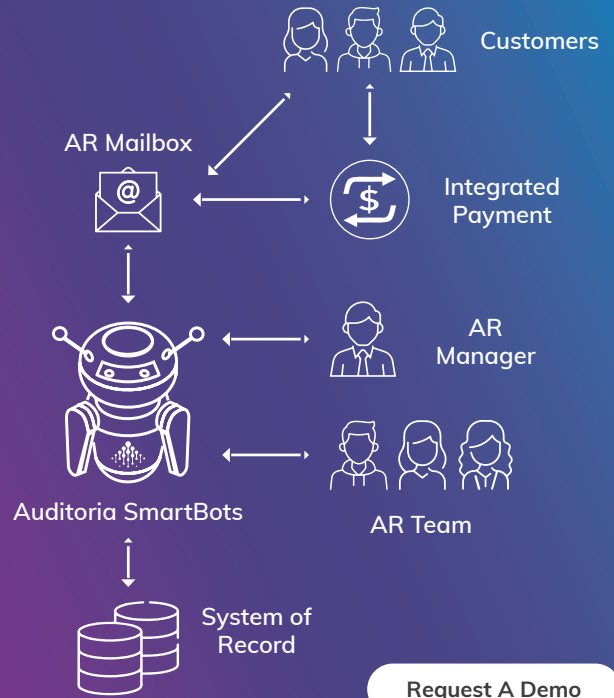 Customers
AR Mailbox
@
Integrated
Payment
$
AR
Manager
Auditoria SmartBots
AR Team
System of
Record
Request A Demo